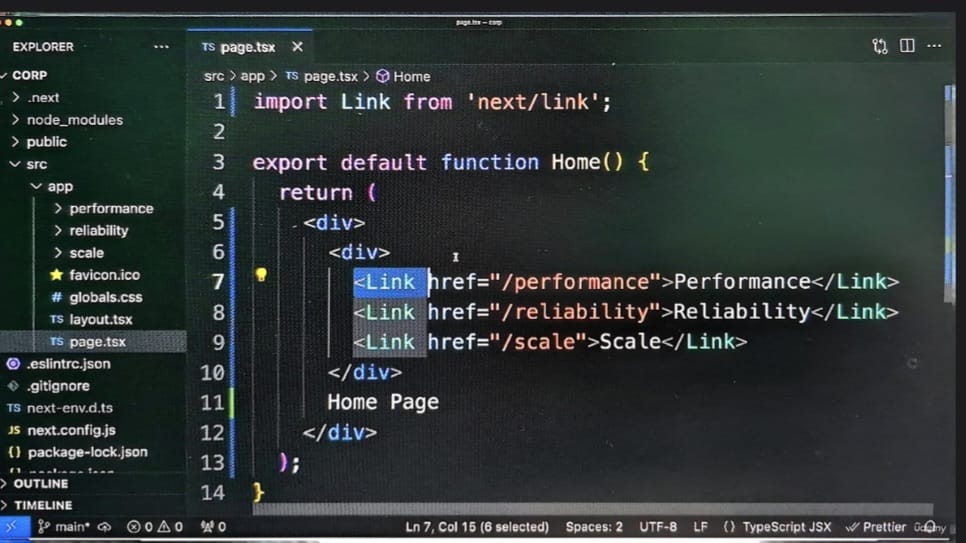 page.tsx — corp
EXPLORER
TS page.tsx
CORP
.next
node_modules
public
src
app
performance
reliability
scale
favicon.ico
# globals.css
TS layout.tsx
TS page.tsx
.eslintrc.json
.gitignore
TS next-env.d.ts
JS next.config.js
{} package-lock.json
{} package.json
OUTLINE
TIMELINE
src > app > TS page.tsx > Home
1 import Link from 'next/link';
2
3 export default function Home() {
4 return (
5 <div>
6 <div>
7 <Link href="/performance">Performance</Link>
8 <Link href="/reliability">Reliability</Link>
9 <Link href="/scale">Scale</Link>
10 </div>
11 Home Page
12 </div>
13 );
14 }
main* 0 0 0 Ln 7, Col 15 (6 selected) Spaces: 2 UTF-8 LF {} TypeScript JSX Prettier
Udemy